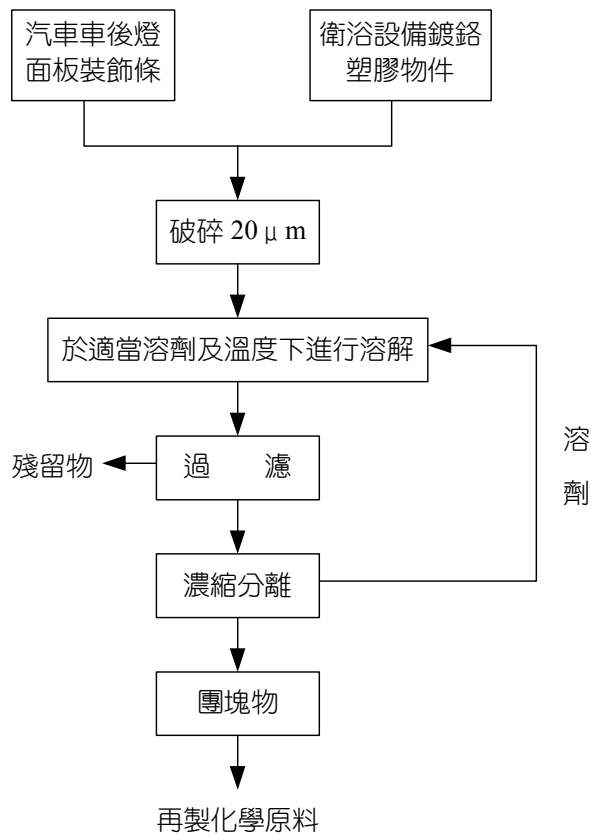 汽車車後燈
面板裝飾條
衛浴設備鍍鉻
塑膠物件
破碎 20 μ m
於適當溶劑及溫度下進行溶解
過 濾
殘留物
溶
劑
濃縮分離
團塊物
再製化學原料